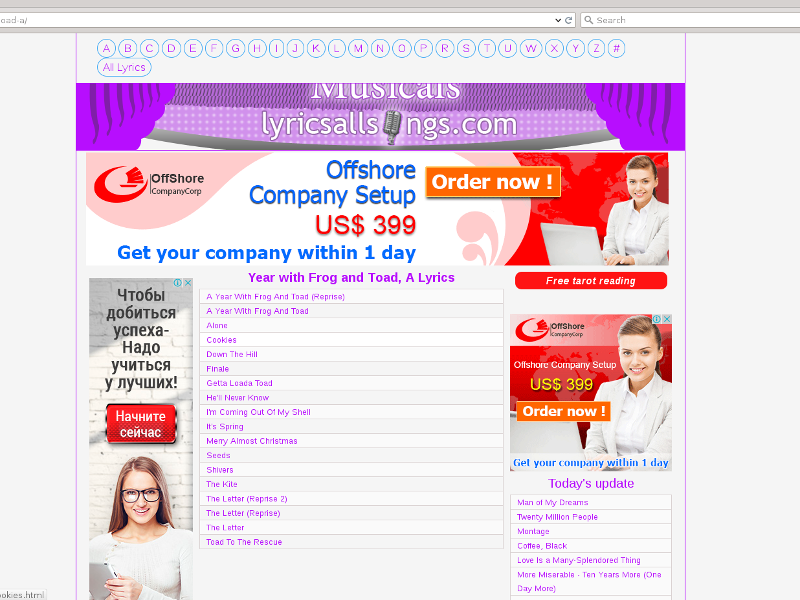 oad-a/
Search
A B C D E F G H I J K L M N O P R S T U W X Y Z #
All Lyrics
Musicals
lyricsallsongs.com
OffShore
CompanyCorp
Offshore
Company Setup
US$ 399
Get your company within 1 day
Order now !
Чтобы
добиться
успеха-
Надо
учиться
у лучших!
Начните
сейчас
Year with Frog and Toad, A Lyrics
A Year With Frog And Toad (Reprise)
A Year With Frog And Toad
Alone
Cookies
Down The Hill
Finale
Getta Loada Toad
He'll Never Know
I'm Coming Out Of My Shell
It's Spring
Merry Almost Christmas
Seeds
Shivers
The Kite
The Letter (Reprise 2)
The Letter (Reprise)
The Letter
Toad To The Rescue
Free tarot reading
OffShore
CompanyCorp
Offshore Company Setup
US$ 399
Order now !
Get your company within 1 day
Today's update
Man of My Dreams
Twenty Million People
Montage
Coffee, Black
Love Is a Many-Splendored Thing
More Miserable - Ten Years More (One
Day More)
ookies.html